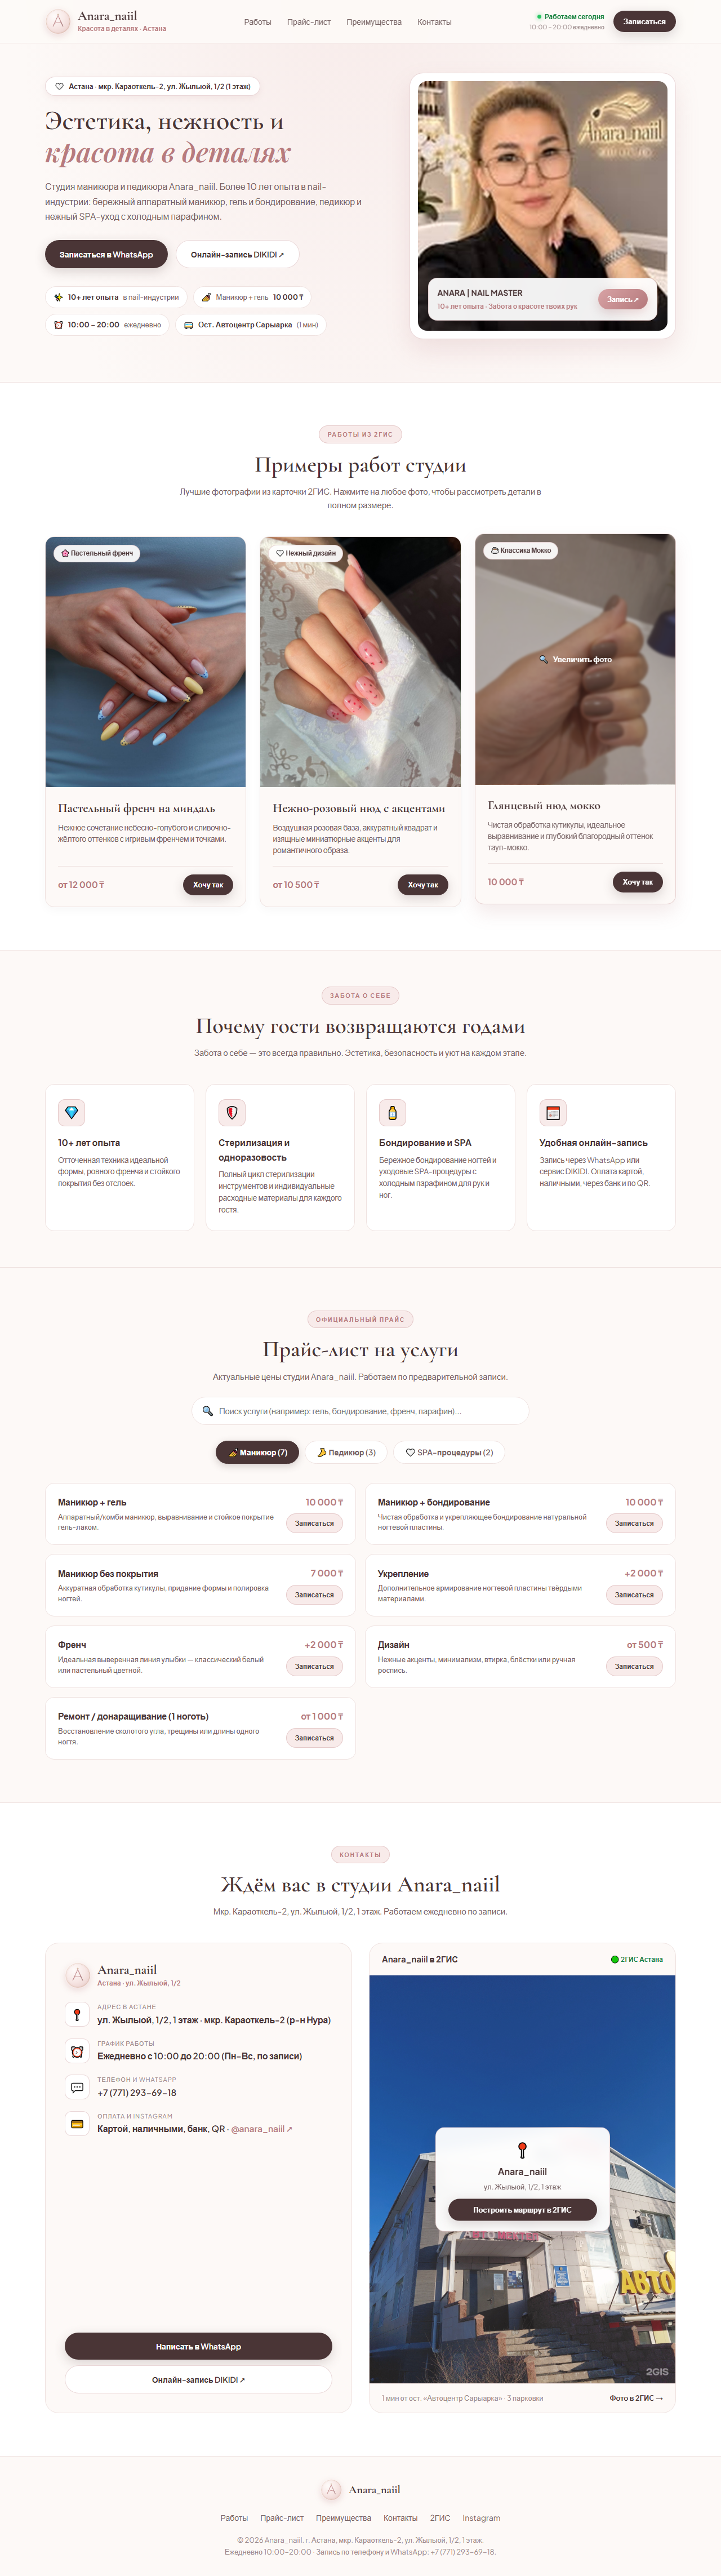 Anara_naiil
Красота в деталях · Астана
Работы
Прайс-лист
Преимущества
Контакты
Работаем сегодня
10:00 – 20:00 ежедневно
Записаться
Астана · мкр. Караоткель-2, ул. Жылыой, 1/2 (1 этаж)
Эстетика, нежность и
красота в деталях
Студия маникюра и педикюра Anara_naiil. Более 10 лет опыта в nail-
индустрии: бережный аппаратный маникюр, гель и бондирование, педикюр и
нежный SPA-уход с холодным парафином.
Записаться в WhatsApp
Онлайн-запись DIKIDI ↗
10+ лет опыта в nail-индустрии
Маникюр + гель 10 000 ₸
10:00 – 20:00 ежедневно
Ост. Автоцентр Сарыарка (1 мин)
Anara_naiil
ANARA | NAIL MASTER
10+ лет опыта · Забота о красоте твоих рук
Запись ↗
РАБОТЫ ИЗ 2ГИС
Примеры работ студии
Лучшие фотографии из карточки 2ГИС. Нажмите на любое фото, чтобы рассмотреть детали в
полном размере.
Пастельный френч
Пастельный френч на миндаль
Нежное сочетание небесно-голубого и сливочно-
жёлтого оттенков с игривым френчем и точками.
от 12 000 ₸
Хочу так
Нежный дизайн
Нежно-розовый нюд с акцентами
Воздушная розовая база, аккуратный квадрат и
изящные миниатюрные акценты для
романтичного образа.
от 10 500 ₸
Хочу так
Классика Мокко
Увеличить фото
Глянцевый нюд мокко
Чистая обработка кутикулы, идеальное
выравнивание и глубокий благородный оттенок
тауп-мокко.
10 000 ₸
Хочу так
ЗАБОТА О СЕБЕ
Почему гости возвращаются годами
Забота о себе — это всегда правильно. Эстетика, безопасность и уют на каждом этапе.
10+ лет опыта
Отточенная техника идеальной
формы, ровного френча и стойкого
покрытия без отслоек.
Стерилизация и
одноразовость
Полный цикл стерилизации
инструментов и индивидуальные
расходные материалы для каждого
гостя.
Бондирование и SPA
Бережное бондирование ногтей и
уходовые SPA-процедуры с
холодным парафином для рук и
ног.
Удобная онлайн-запись
Запись через WhatsApp или
сервис DIKIDI. Оплата картой,
наличными, через банк и по QR.
ОФИЦИАЛЬНЫЙ ПРАЙС
Прайс-лист на услуги
Актуальные цены студии Anara_naiil. Работаем по предварительной записи.
Поиск услуги (например: гель, бондирование, френч, парафин)...
Маникюр (7)
Педикюр (3)
SPA-процедуры (2)
Маникюр + гель
10 000 ₸
Аппаратный/комби маникюр, выравнивание и стойкое покрытие
гель-лаком.
Записаться
Маникюр + бондирование
10 000 ₸
Чистая обработка и укрепляющее бондирование натуральной
ногтевой пластины.
Записаться
Маникюр без покрытия
7 000 ₸
Аккуратная обработка кутикулы, придание формы и полировка
ногтей.
Записаться
Укрепление
+2 000 ₸
Дополнительное армирование ногтевой пластины твёрдыми
материалами.
Записаться
Френч
+2 000 ₸
Идеальная выверенная линия улыбки — классический белый
или пастельный цветной.
Записаться
Дизайн
от 500 ₸
Нежные акценты, минимализм, втирка, блёстки или ручная
роспись.
Записаться
Ремонт / донаращивание (1 ноготь)
от 1 000 ₸
Восстановление сколотого угла, трещины или длины одного
ногтя.
Записаться
КОНТАКТЫ
Ждём вас в студии Anara_naiil
Мкр. Караоткель-2, ул. Жылыой, 1/2, 1 этаж. Работаем ежедневно по записи.
Anara_naiil
Астана · ул. Жылыой, 1/2
АДРЕС В АСТАНЕ
ул. Жылыой, 1/2, 1 этаж · мкр. Караоткель-2 (р-н Нура)
ГРАФИК РАБОТЫ
Ежедневно с 10:00 до 20:00 (Пн–Вс, по записи)
ТЕЛЕФОН И WHATSAPP
+7 (771) 293-69-18
ОПЛАТА И INSTAGRAM
Картой, наличными, банк, QR · @anara_naiil ↗
Написать в WhatsApp
Онлайн-запись DIKIDI ↗
Anara_naiil в 2ГИС
2ГИС Астана
Anara_naiil
ул. Жылыой, 1/2, 1 этаж
Построить маршрут в 2ГИС
АВТО
2GIS
1 мин от ост. «Автоцентр Сарыарка» · 3 парковки
Фото в 2ГИС →
Anara_naiil
Работы
Прайс-лист
Преимущества
Контакты
2ГИС
Instagram
© 2026 Anara_naiil. г. Астана, мкр. Караоткель-2, ул. Жылыой, 1/2, 1 этаж.
Ежедневно 10:00–20:00 · Запись по телефону и WhatsApp: +7 (771) 293-69-18.